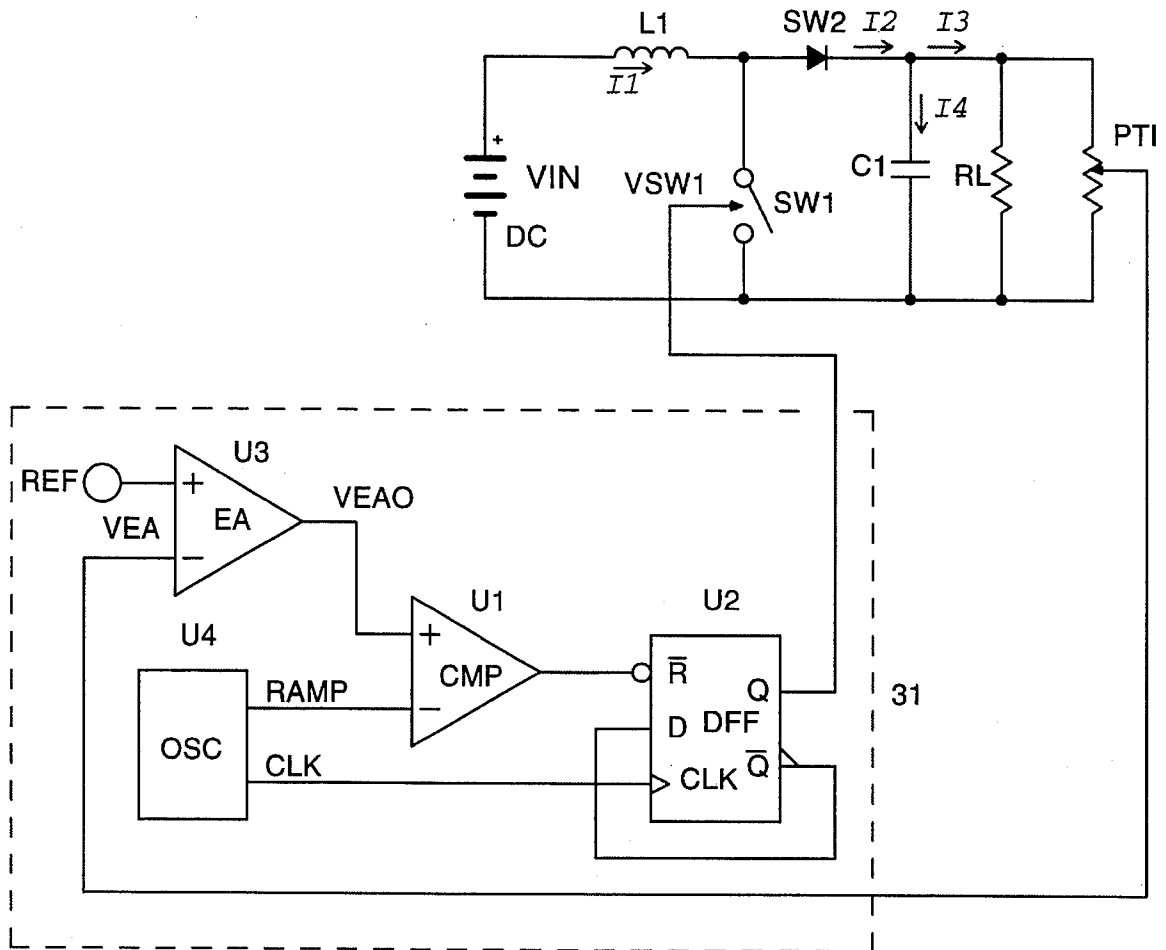 L1
SW2
I2
I3
I1
I4
PTI
+
VIN
DC
VSW1
SW1
C1
RL
REF
+
U3
EA
VEA
−
VEAO
U4
OSC
RAMP
CLK
U1
+
CMP
−
U2
R̅
Q
D
DFF
Q̅
CLK
31